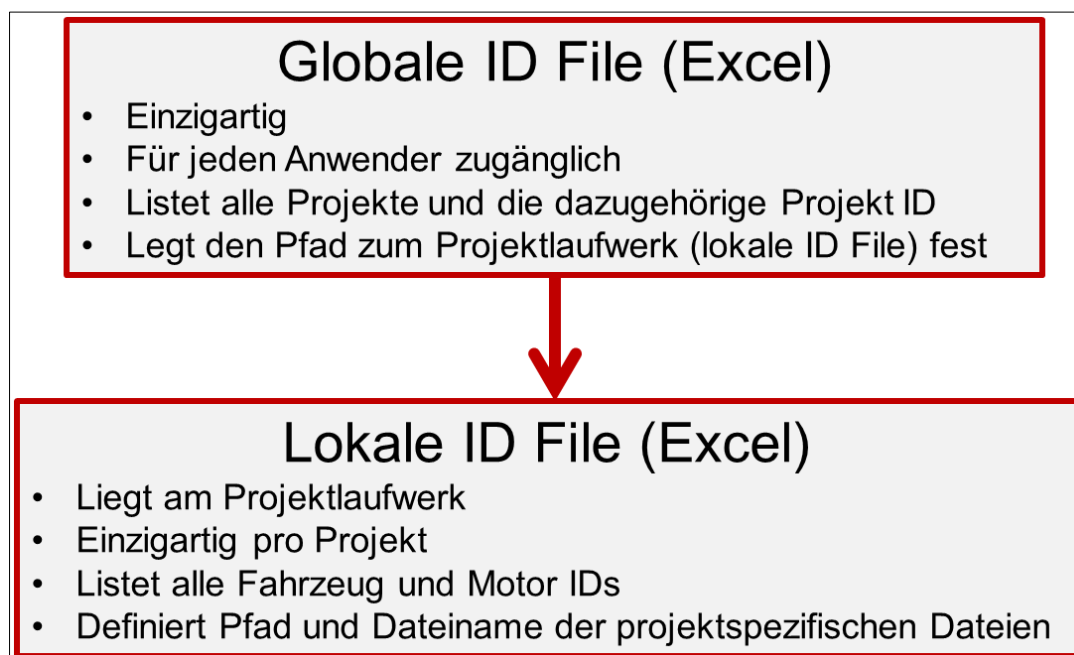 Globale ID File (Excel)
• Einzigartig
• Für jeden Anwender zugänglich
• Listet alle Projekte und die dazugehörige Projekt ID
• Legt den Pfad zum Projektlaufwerk (lokale ID File) fest
Lokale ID File (Excel)
• Liegt am Projektlaufwerk
• Einzigartig pro Projekt
• Listet alle Fahrzeug und Motor IDs
• Definiert Pfad und Dateiname der projektspezifischen Dateien